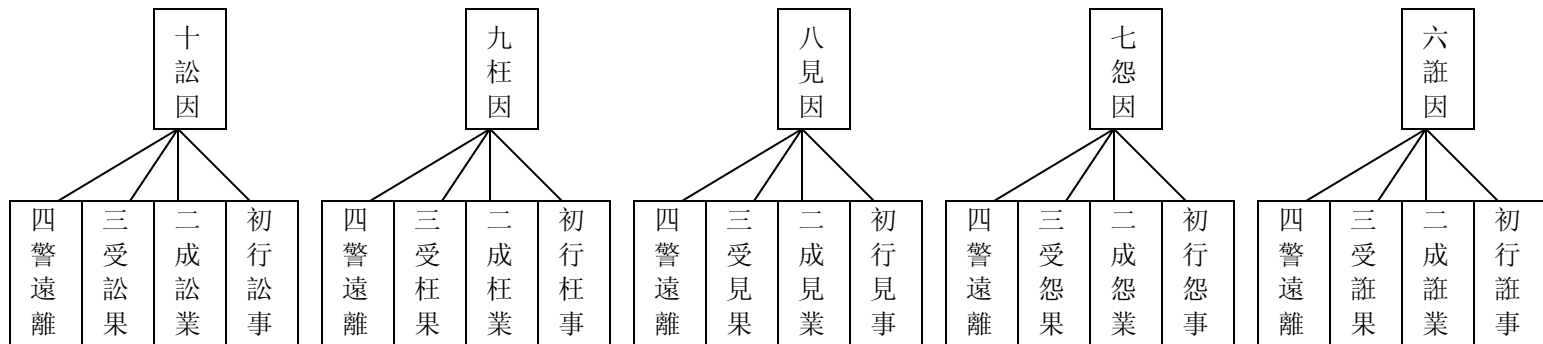 六誑因
初行誑事
二成誑業
三受誑果
四警遠離
七怨因
初行怨事
二成怨業
三受怨果
四警遠離
八見因
初行見事
二成見業
三受見果
四警遠離
九枉因
初行枉事
二成枉業
三受枉果
四警遠離
十訟因
初行訟事
二成訟業
三受訟果
四警遠離